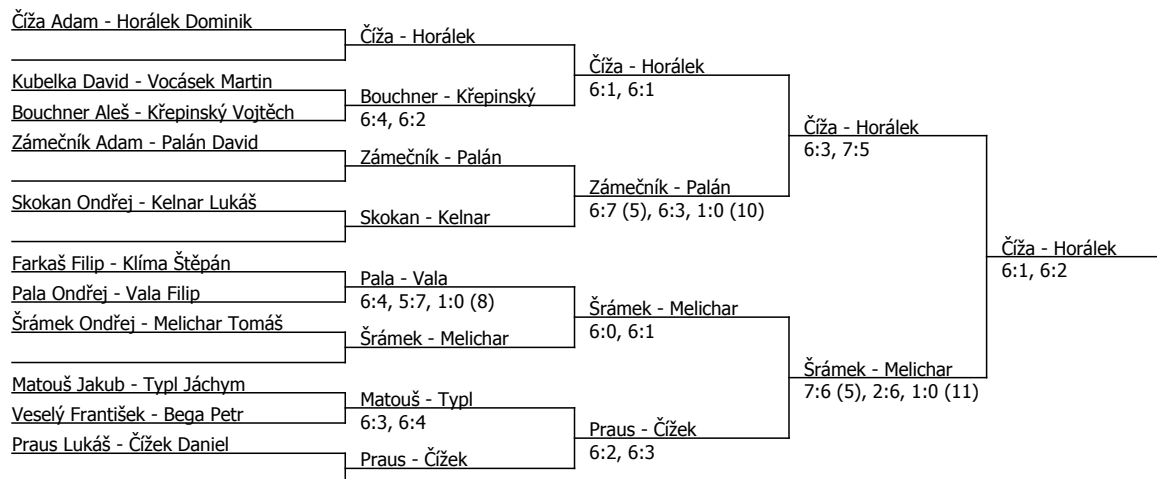 Číža Adam - Horálek Dominik
Kubelka David - Vocásek Martin
Bouchner Aleš - Křepinský Vojtěch
Zámečník Adam - Palán David
Skokan Ondřej - Kelnar Lukáš
Farkaš Filip - Klíma Štěpán
Pala Ondřej - Vala Filip
Šrámek Ondřej - Melichar Tomáš
Matouš Jakub - Typl Jáchym
Veselý František - Bega Petr
Praus Lukáš - Čížek Daniel
Číža - Horálek
Bouchner - Křepinský
6:4, 6:2
Zámečník - Palán
Skokan - Kelnar
Pala - Vala
6:4, 5:7, 1:0 (8)
Šrámek - Melichar
Matouš - Typl
6:3, 6:4
Praus - Čížek
Číža - Horálek
6:1, 6:1
Zámečník - Palán
6:7 (5), 6:3, 1:0 (10)
Šrámek - Melichar
6:0, 6:1
Praus - Čížek
6:2, 6:3
Číža - Horálek
6:3, 7:5
Šrámek - Melichar
7:6 (5), 2:6, 1:0 (11)
Číža - Horálek
6:1, 6:2